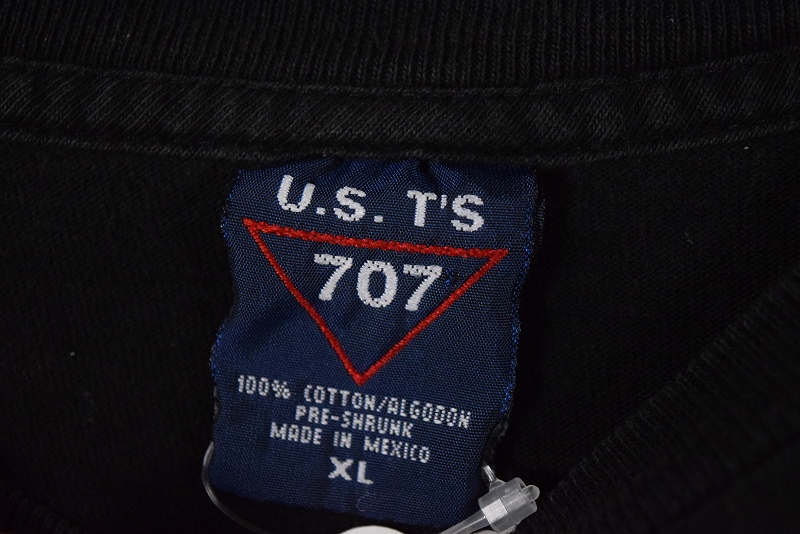 U.S. T'S
707
100% COTTON/ALGODON
PRE-SHRUNK
MADE IN MEXICO
XL